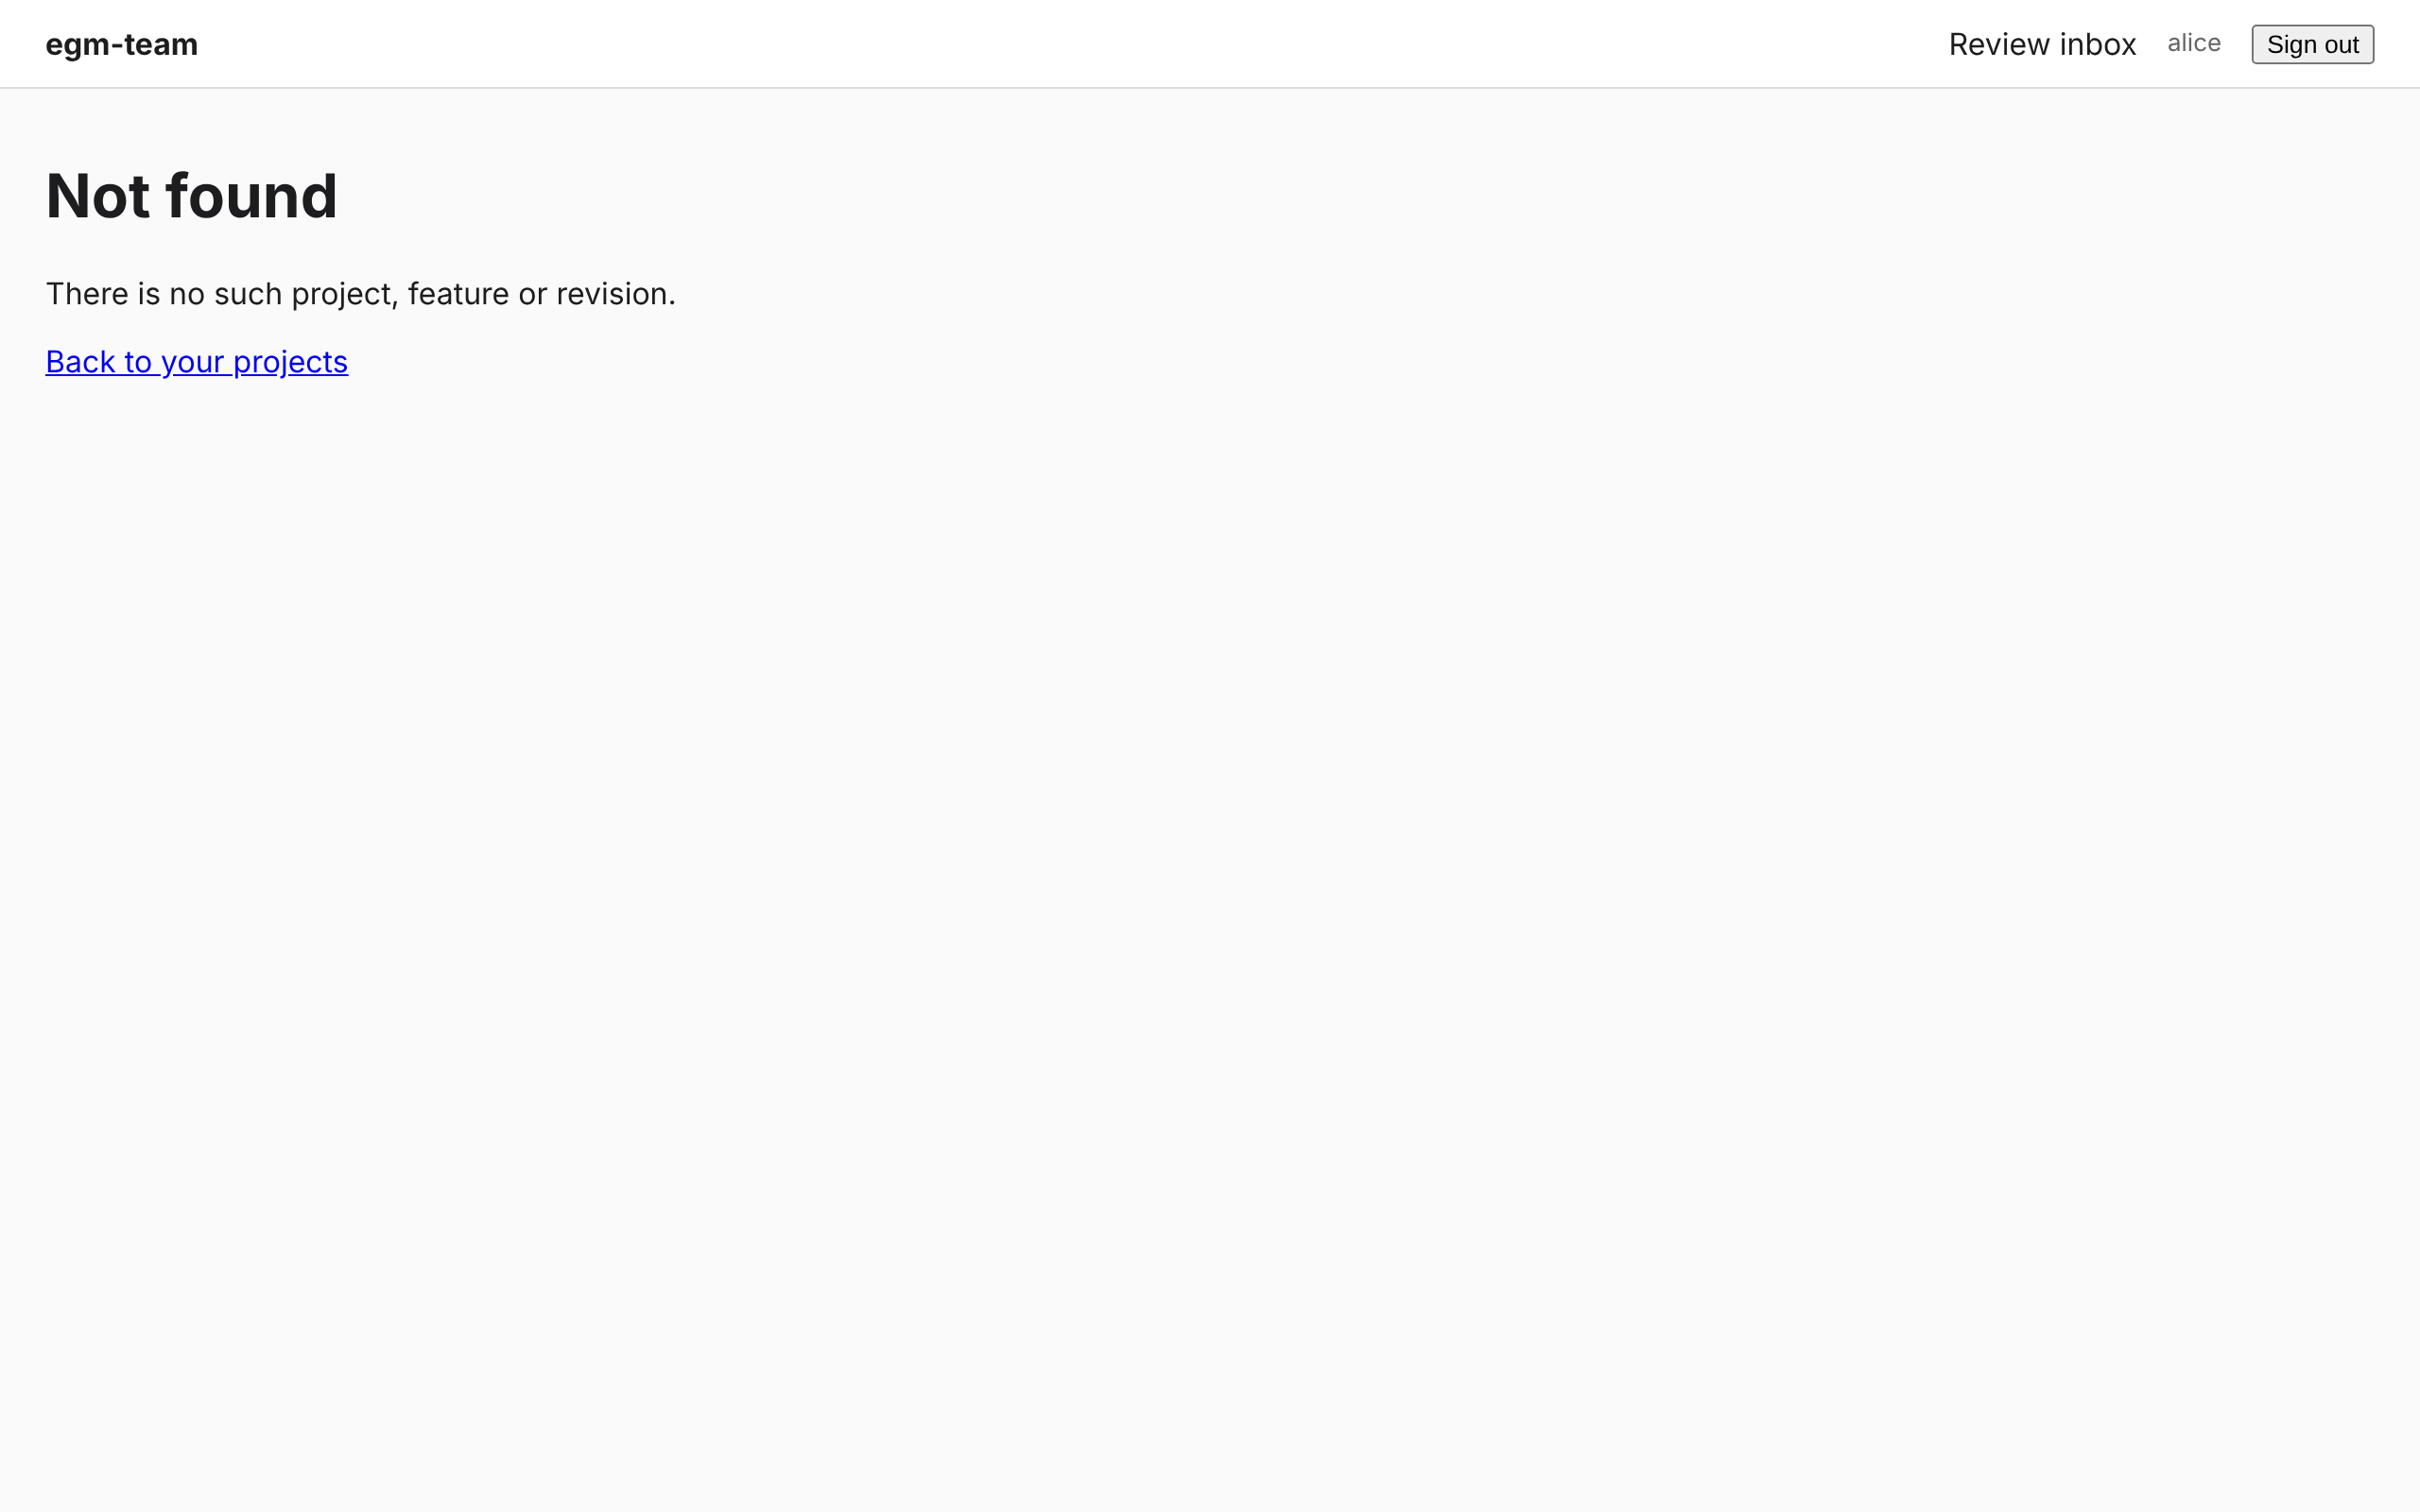 egm-team
Review inbox
alice
Sign out
Not found
There is no such project, feature or revision.
Back to your projects